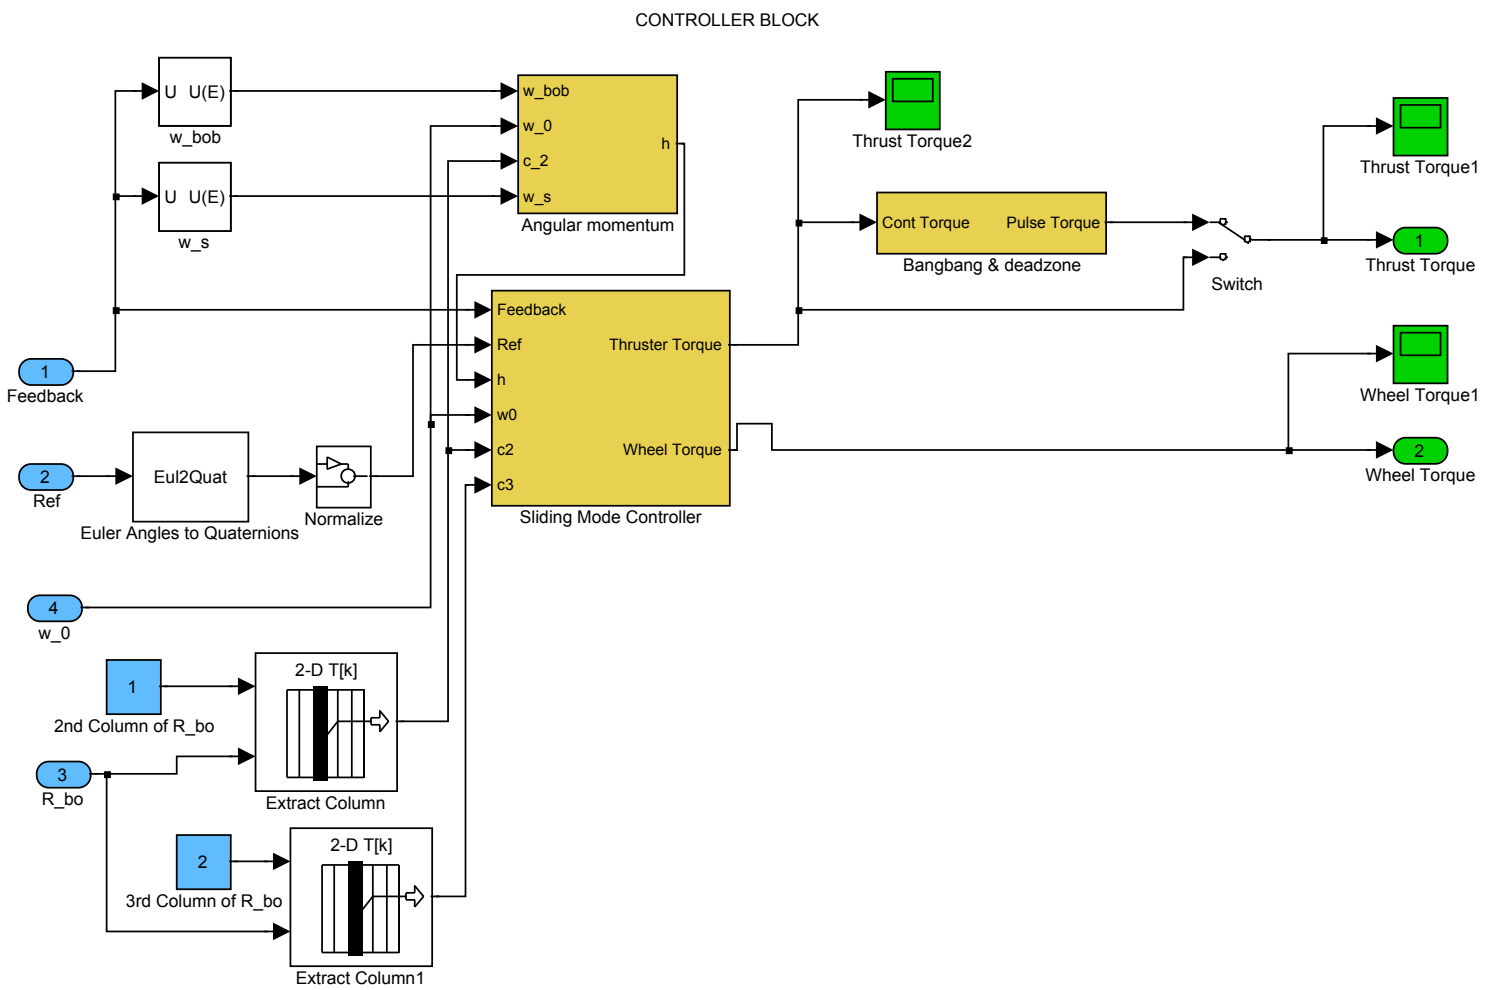 CONTROLLER BLOCK
U U(E)
w_bob
U U(E)
w_s
w_bob
w_0
c_2
w_s
h
Angular momentum
Thrust Torque2
Thrust Torque1
Cont Torque Pulse Torque
Bangbang & deadzone
Switch
1
Thrust Torque
Feedback
Ref
h
w0
c2
c3
Thruster Torque
Wheel Torque
Sliding Mode Controller
Wheel Torque1
2
Wheel Torque
1
Feedback
2
Ref
Eul2Quat
Euler Angles to Quaternions
Normalize
4
w_0
1
2nd Column of R_bo
2-D T[k]
Extract Column
3
R_bo
2
3rd Column of R_bo
2-D T[k]
Extract Column1